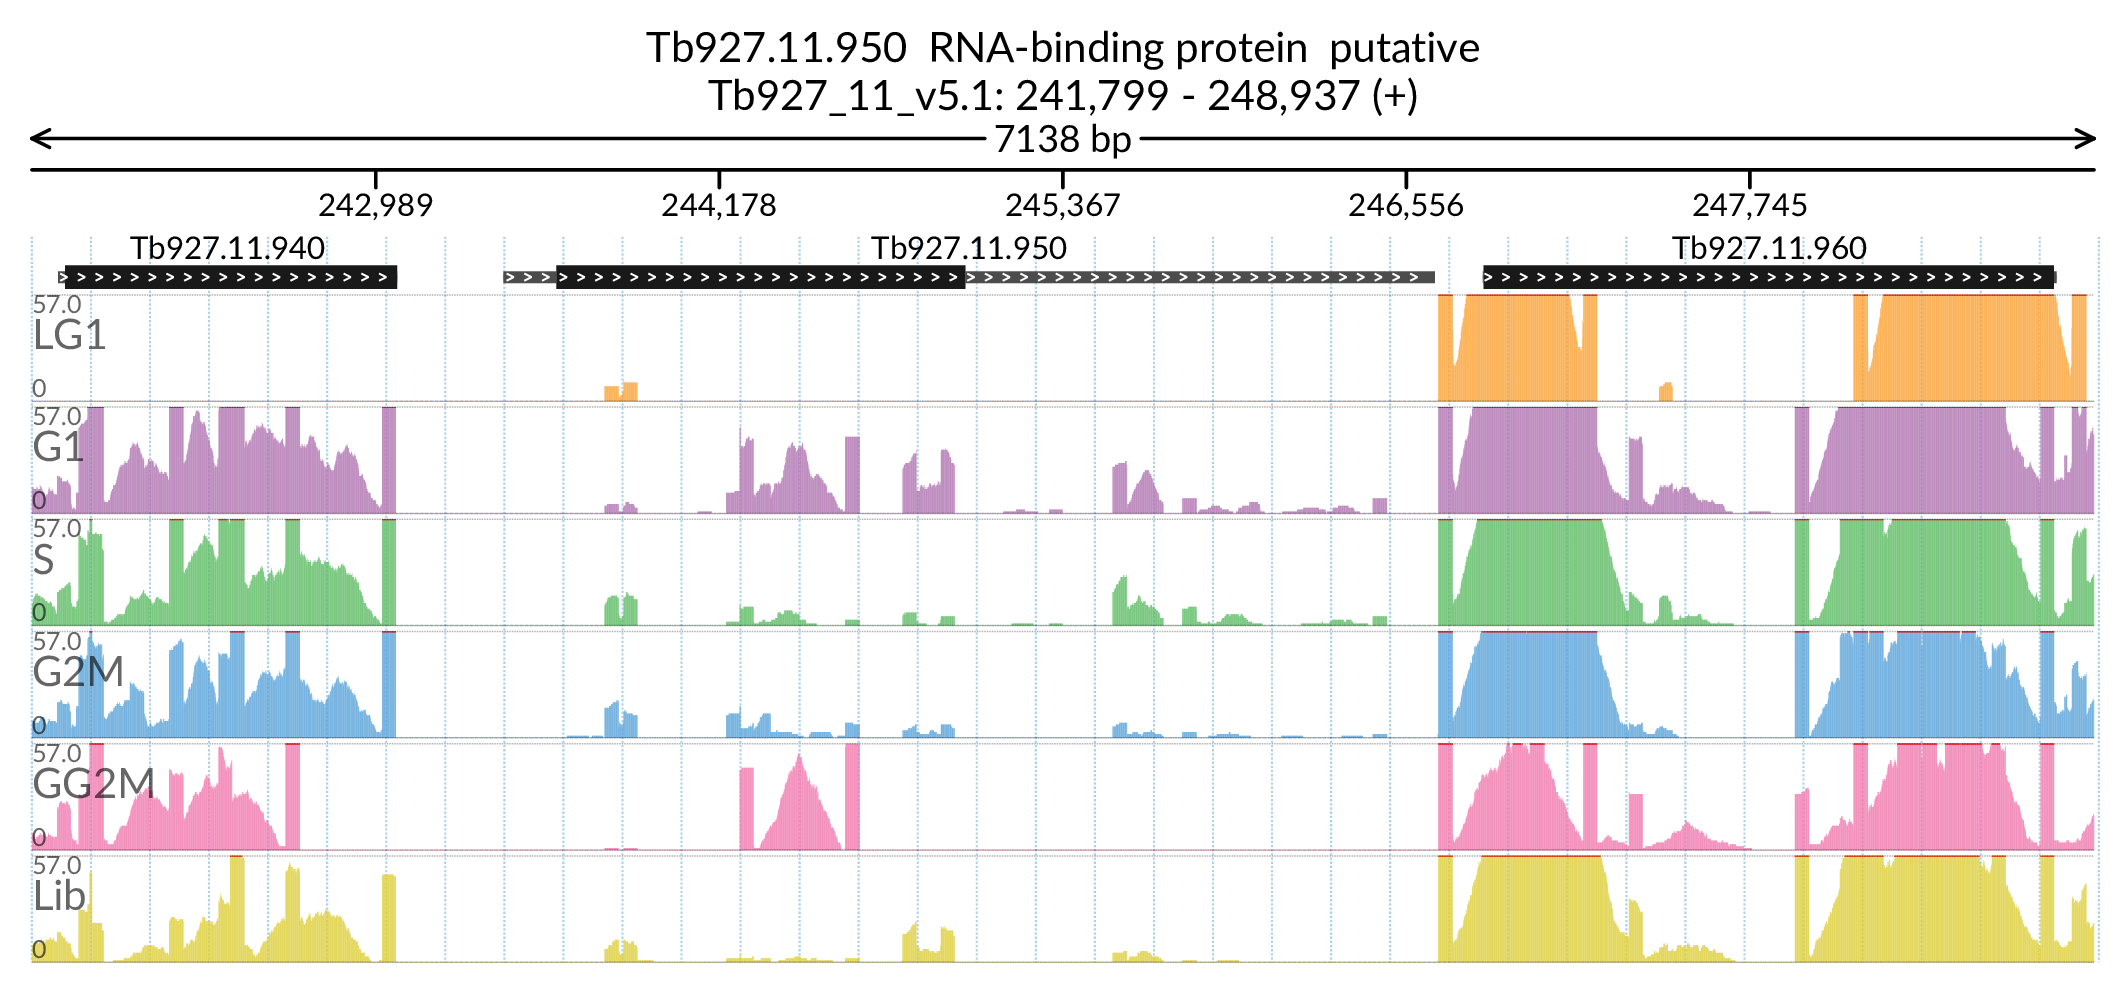 Tb927.11.950  RNA-binding protein  putative
Tb927_11_v5.1: 241,799 - 248,937 (+)
7138 bp
242,989 244,178 245,367 246,556 247,745
Tb927.11.940 Tb927.11.950 Tb927.11.960
57.0
LG1
0
57.0
G1
0
57.0
S
0
57.0
G2M
0
57.0
GG2M
0
57.0
Lib
0